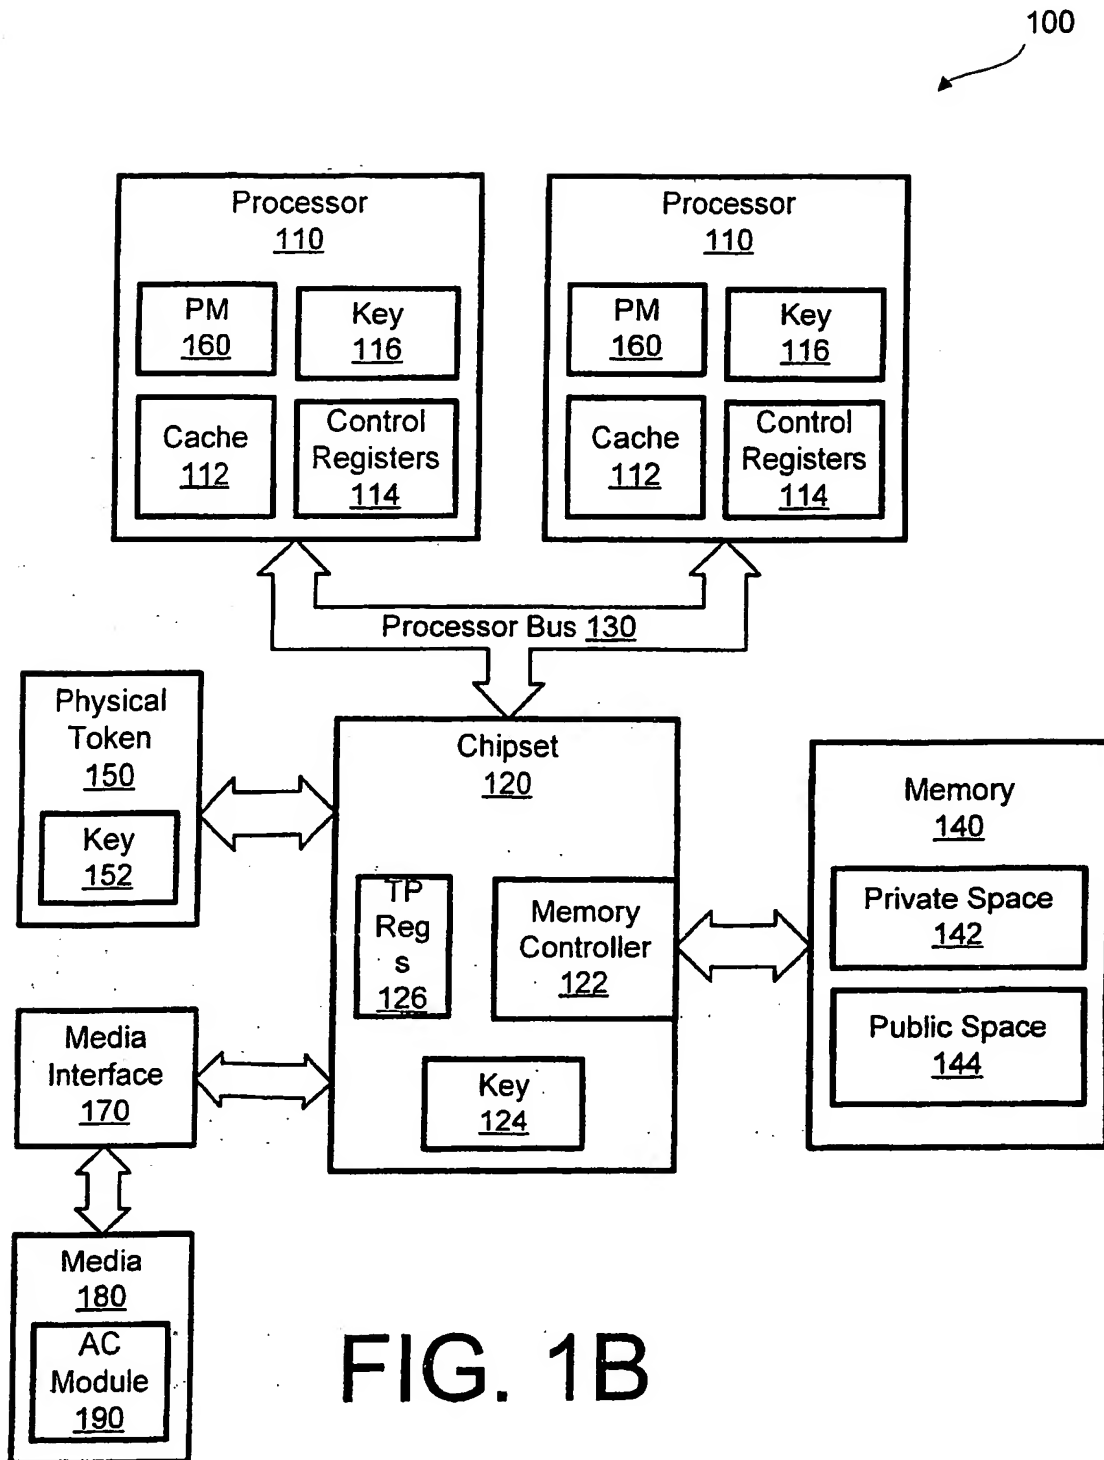 100
Processor
110
PM
160
Key
116
Cache
112
Control
Registers
114
Processor
110
PM
160
Key
116
Cache
112
Control
Registers
114
Processor Bus 130
Physical
Token
150
Key
152
Chipset
120
TP
Reg
s
126
Memory
Controller
122
Key
124
Memory
140
Private Space
142
Public Space
144
Media
Interface
170
Media
180
AC
Module
190
FIG. 1B